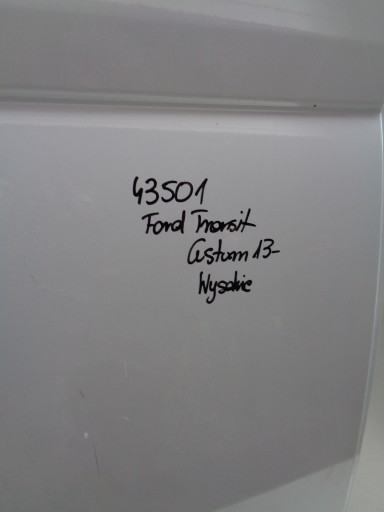 43501
Ford Transit
Custom 13-
Wysokie